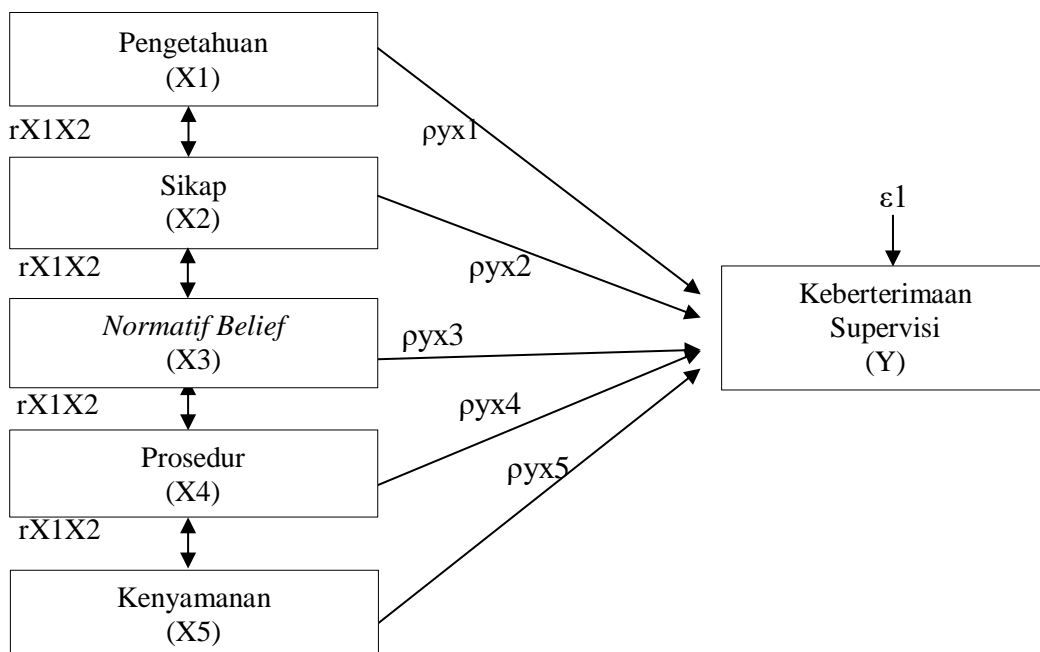 Pengetahuan
(X1)
rX1X2
ρyx1
Sikap
(X2)
ε1
rX1X2
ρyx2
Keberterimaan
Supervisi
(Y)
Normatif Belief
(X3)
ρyx3
rX1X2
ρyx4
Prosedur
(X4)
ρyx5
rX1X2
Kenyamanan
(X5)